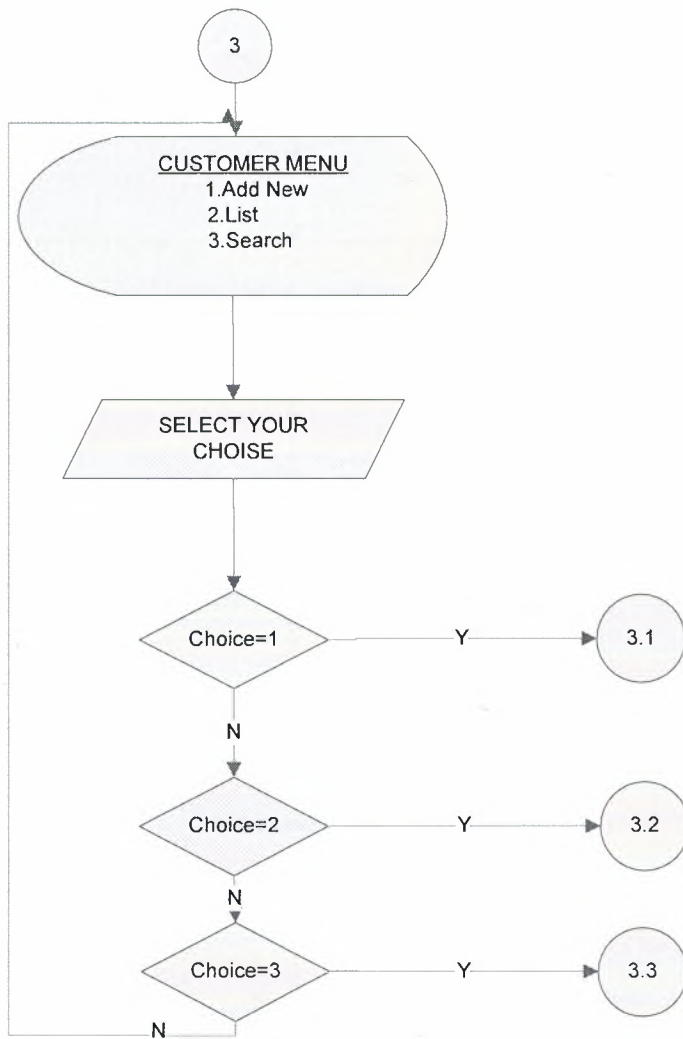 3
CUSTOMER MENU
1.Add New
2.List
3.Search
SELECT YOUR
CHOISE
Choice=1
Y
3.1
N
Choice=2
Y
3.2
N
Choice=3
Y
3.3
N